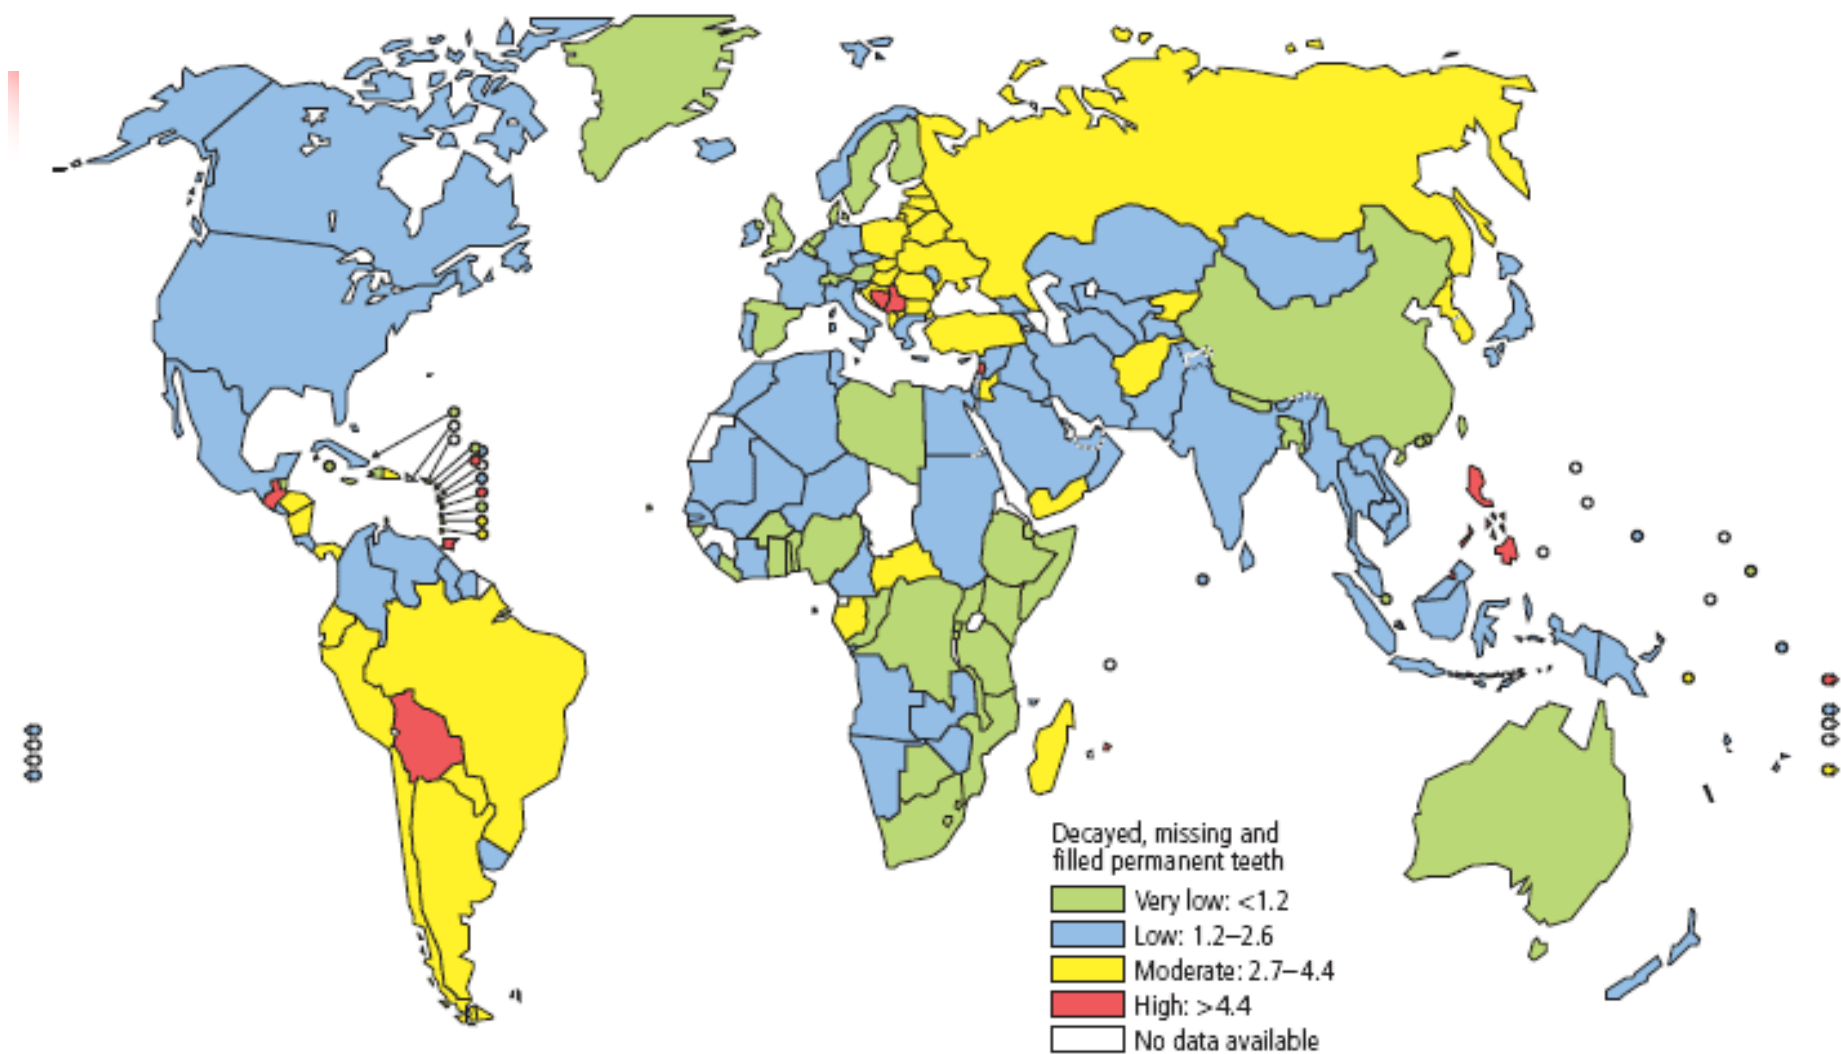 Decayed, missing and
filled permanent teeth
Very low: <1.2
Low: 1.2–2.6
Moderate: 2.7–4.4
High: >4.4
No data available